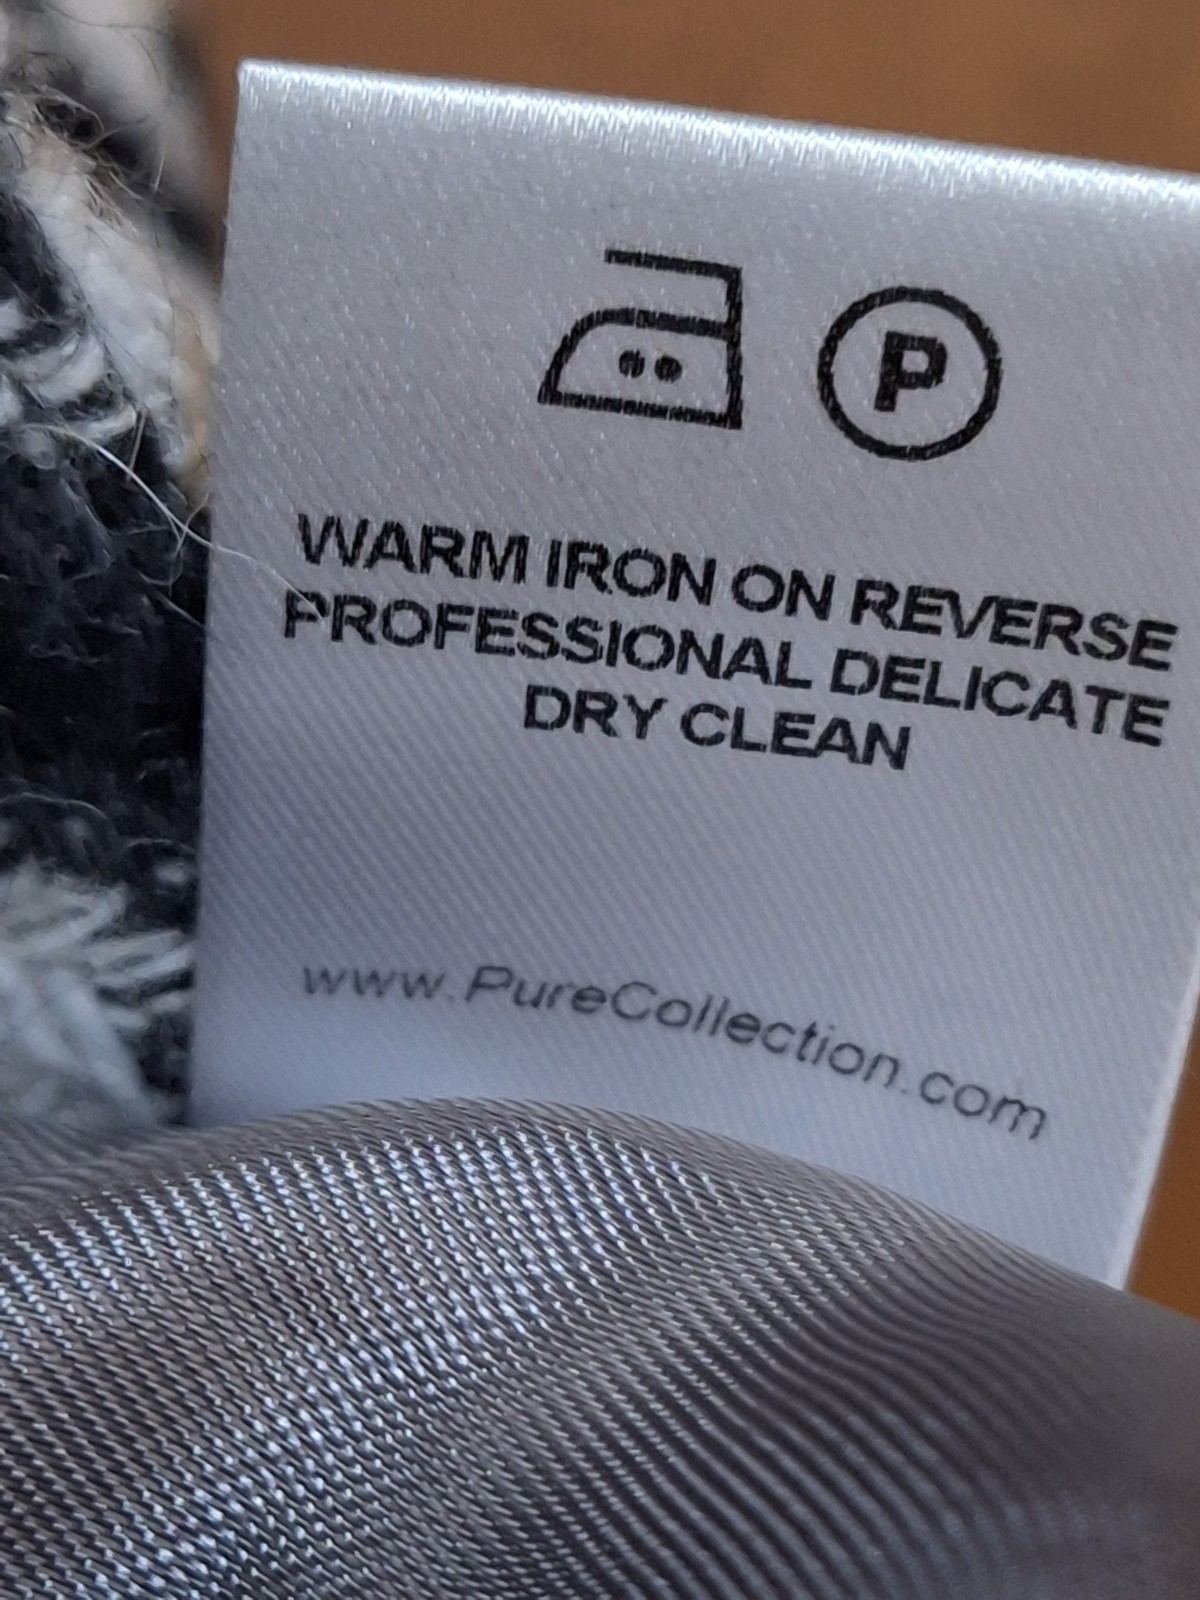 P
WARM IRON ON REVERSE
PROFESSIONAL DELICATE
DRY CLEAN
www.PureCollection.com